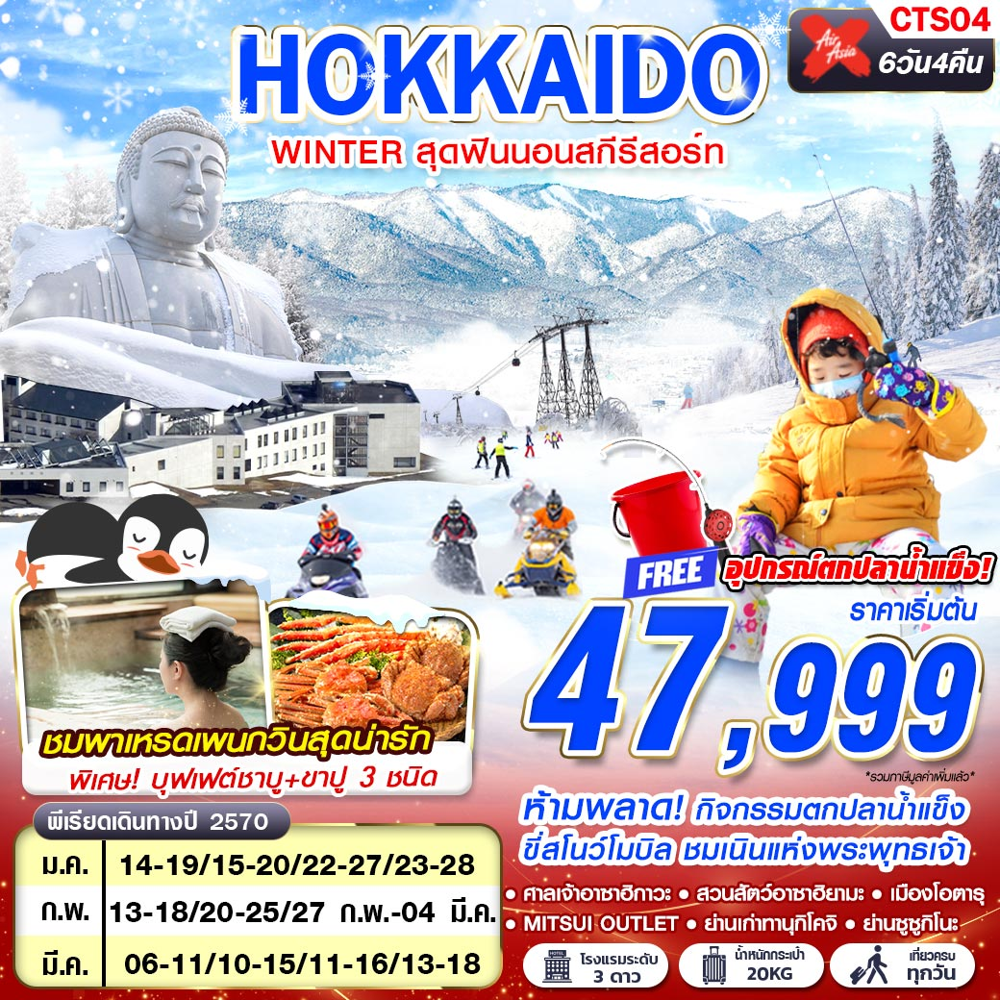 HOKKAIDO
WINTER สุดฟินนอนสกีรีสอร์ท
Air Asia X
CTS04
6วัน4คืน
FREE อุปกรณ์ตกปลาน้ำแข็ง!
ราคาเริ่มต้น
47,999
*รวมภาษีมูลค่าเพิ่มแล้ว*
ชมพาเหรดเพนกวินสุดน่ารัก
พิเศษ! บุฟเฟต์ชาบู+ขาปู 3 ชนิด
พีเรียดเดินทางปี 2570
ม.ค. 14-19/15-20/22-27/23-28
ก.พ. 13-18/20-25/27 ก.พ.-04 มี.ค.
มี.ค. 06-11/10-15/11-16/13-18
ห้ามพลาด! กิจกรรมตกปลาน้ำแข็ง
ขี่สโนว์โมบิล ชมเนินแห่งพระพุทธเจ้า
• ศาลเจ้าอาซาฮิกาวะ • สวนสัตว์อาซาฮิยามะ • เมืองโอตารุ
• MITSUI OUTLET • ย่านเก่าทานุกิโคจิ • ย่านซูซูกิโนะ
HOTEL
โรงแรมระดับ
3 ดาว
น้ำหนักกระเป๋า
20KG
เที่ยวครบ
ทุกวัน